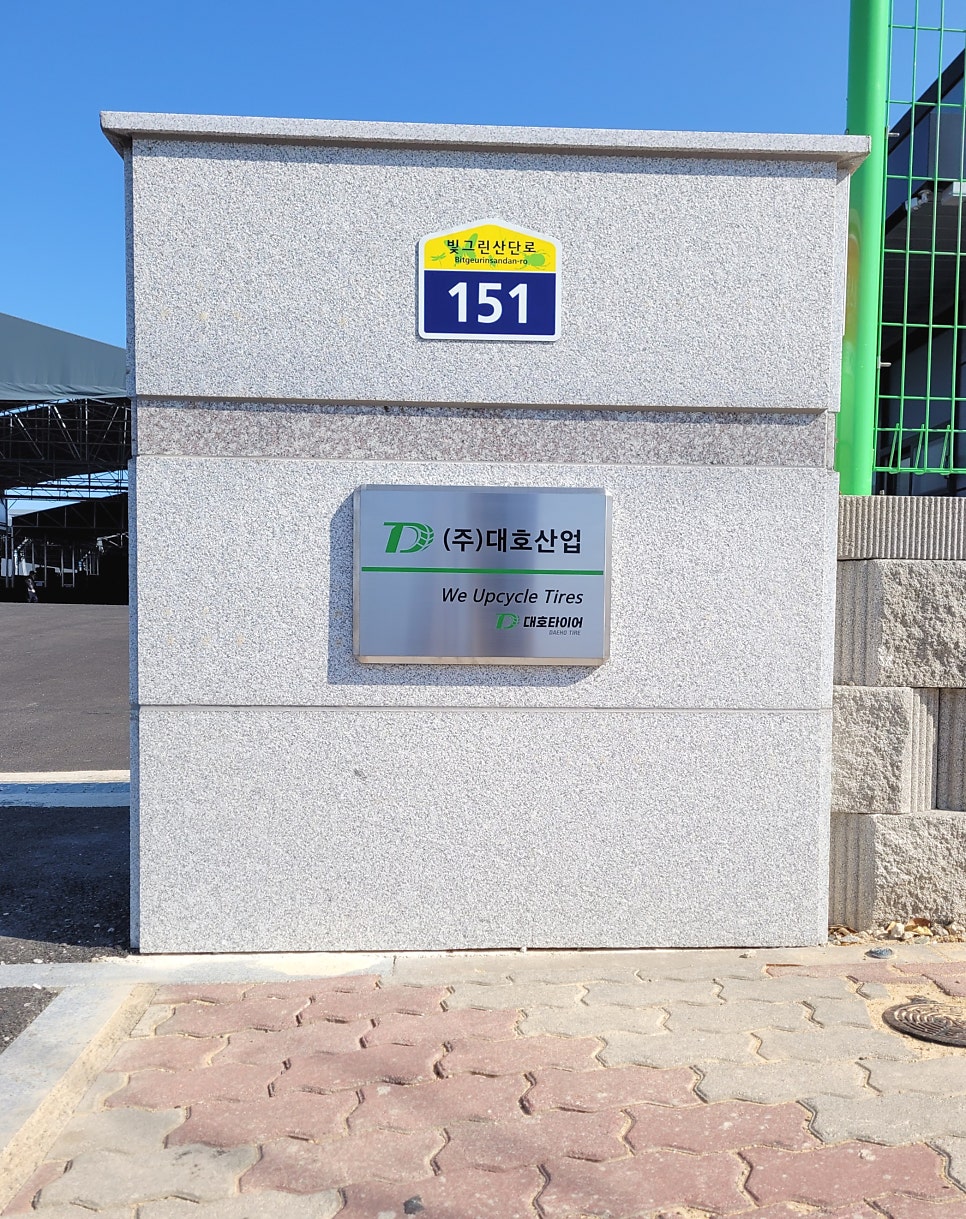 빛그린산단로
Bitgeurinsandan-ro
151
(주)대호산업
We Upcycle Tires
대호타이어
DAEHO TIRE